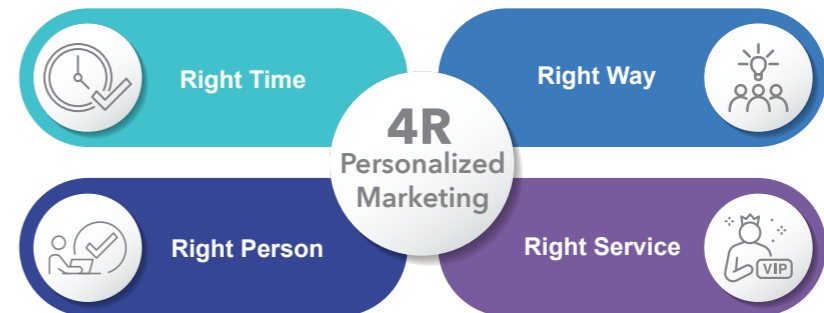 Right Time
Right Way
4R
Personalized
Marketing
Right Person
Right Service
VIP